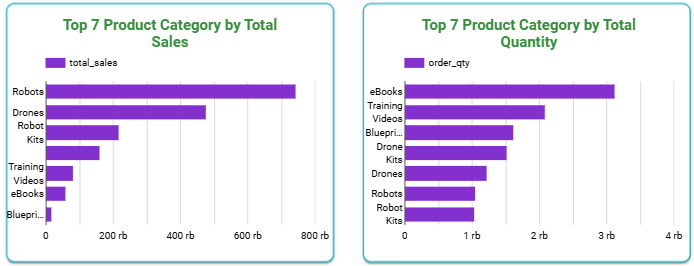 Top 7 Product Category by Total
Sales
total_sales
Robots
Drones
Robot
Kits
Training
Videos
eBooks
Bluepri...
0
200 rb
400 rb
600 rb
800 rb
Top 7 Product Category by Total
Quantity
order_qty
eBooks
Training
Videos
Bluepri...
Drone
Kits
Drones
Robots
Robot
Kits
0
1 rb
2 rb
3 rb
4 rb